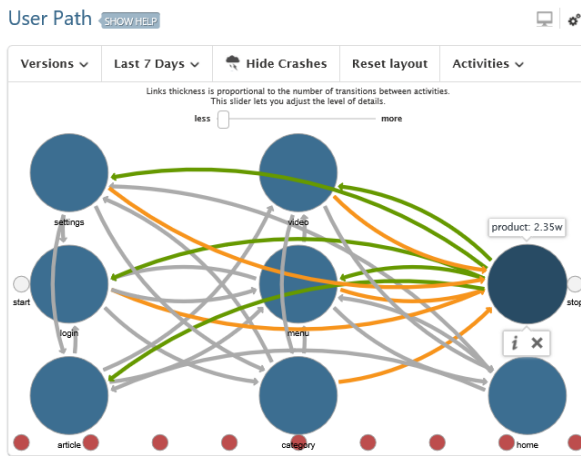 User Path SHOW HELP
Versions Last 7 Days Hide Crashes Reset layout Activities
Links thickness is proportional to the number of transitions between activities.
This slider lets you adjust the level of details.
less more
settings video
product: 2.35w
start stop
login menu
i
article category home